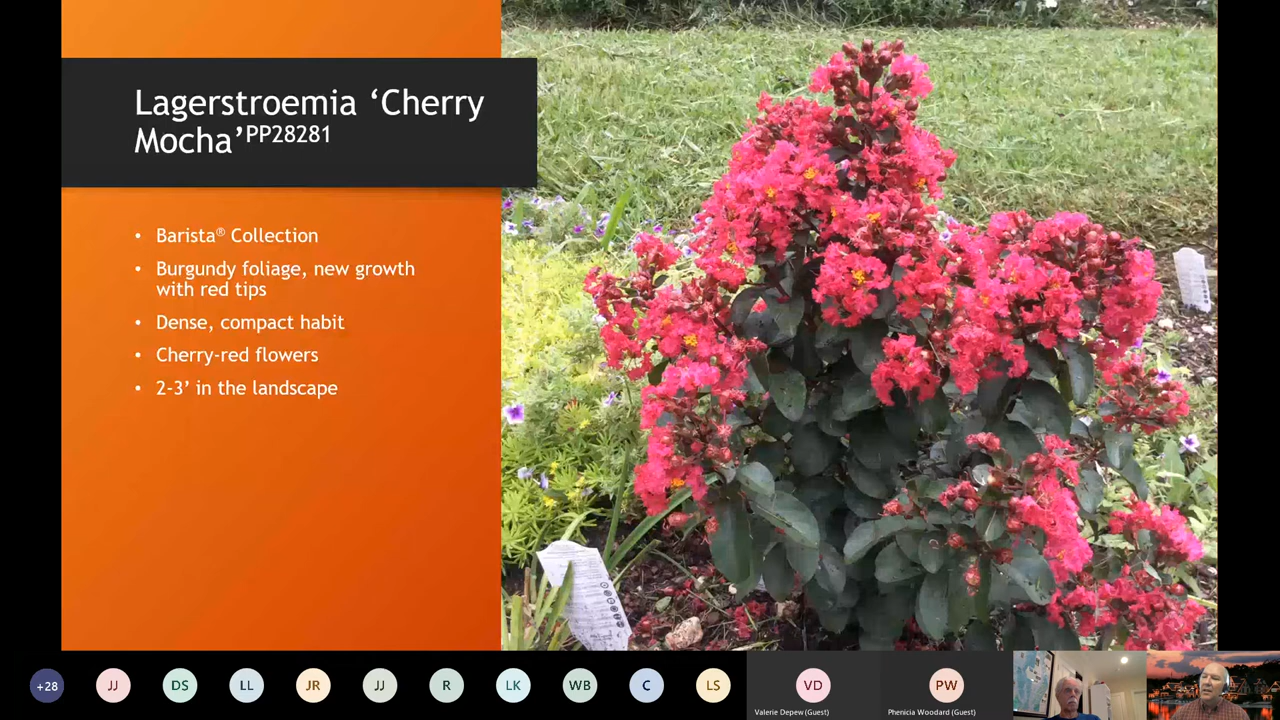 Lagerstroemia ‘Cherry
Mocha’PP28281
• Barista® Collection
• Burgundy foliage, new growth
with red tips
• Dense, compact habit
• Cherry-red flowers
• 2-3’ in the landscape
+28
JJ
DS
LL
JR
JJ
R
LK
WB
C
LS
VD
PW
Valerie Depew (Guest)
Phenicia Woodard (Guest)